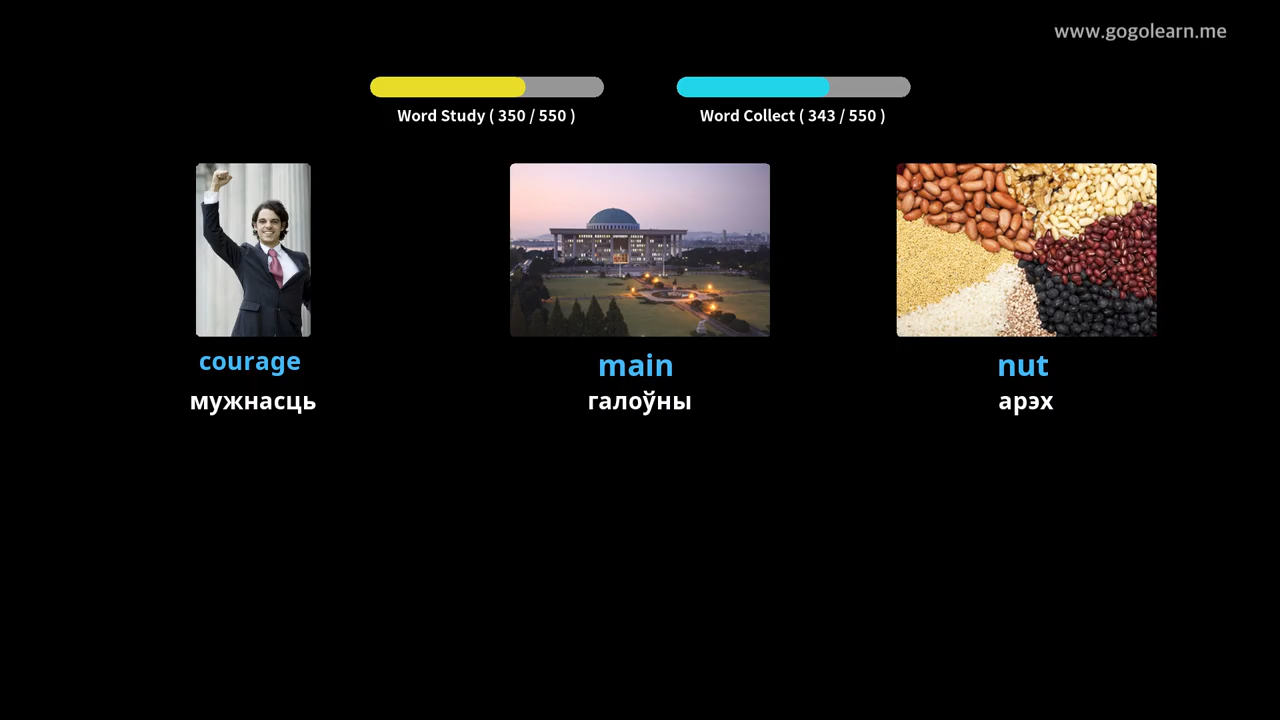 www.gogolearn.me
Word Study ( 350 / 550 )
Word Collect ( 343 / 550 )
courage
мужнасць
main
галоўны
nut
арэх